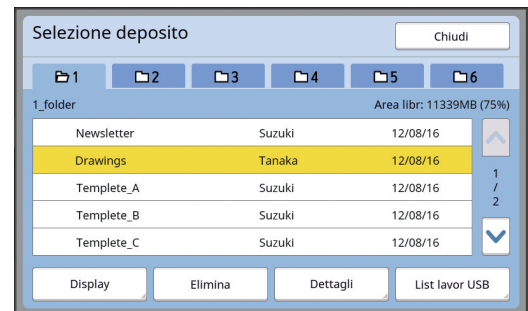 Selezione deposito
Chiudi
1 2 3 4 5 6
1_folder Area libr: 11339MB (75%)
Newsletter Suzuki 12/08/16
Drawings Tanaka 12/08/16
Templete_A Suzuki 12/08/16
Templete_B Suzuki 12/08/16
Templete_C Suzuki 12/08/16
1
/
2
Display Elimina Dettagli List lavor USB